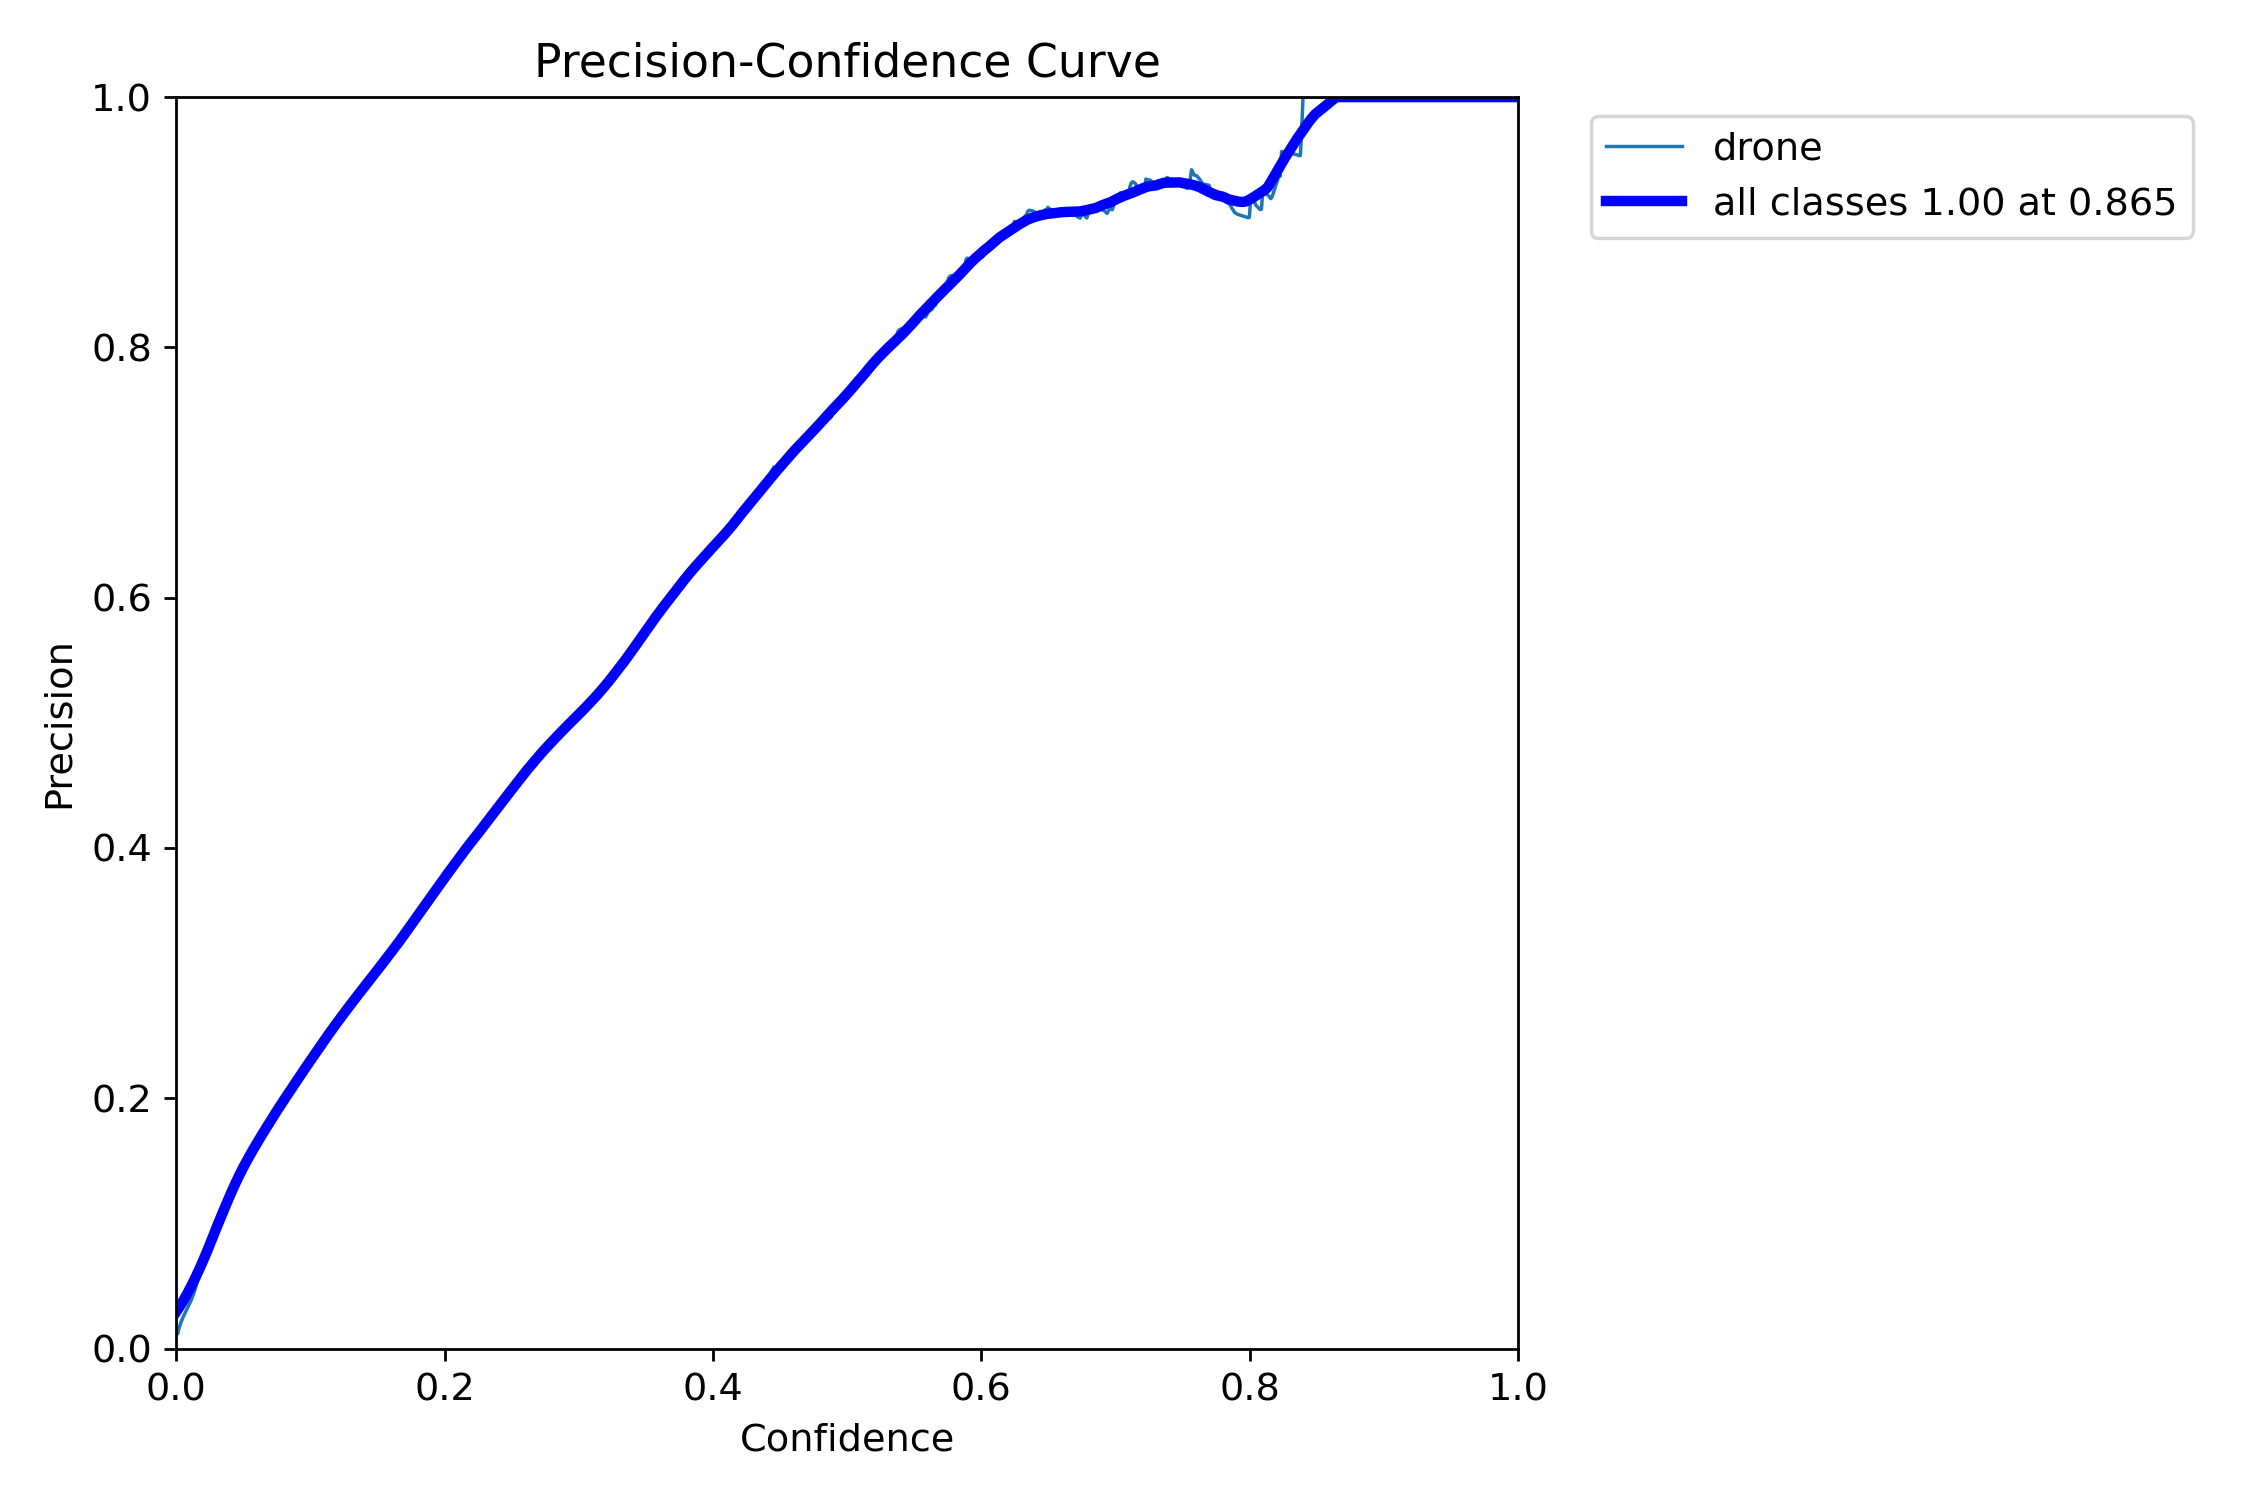 Precision-Confidence Curve
1.0
0.8
0.6
0.4
0.2
0.0
Precision
0.0 0.2 0.4 0.6 0.8 1.0
Confidence
drone
all classes 1.00 at 0.865